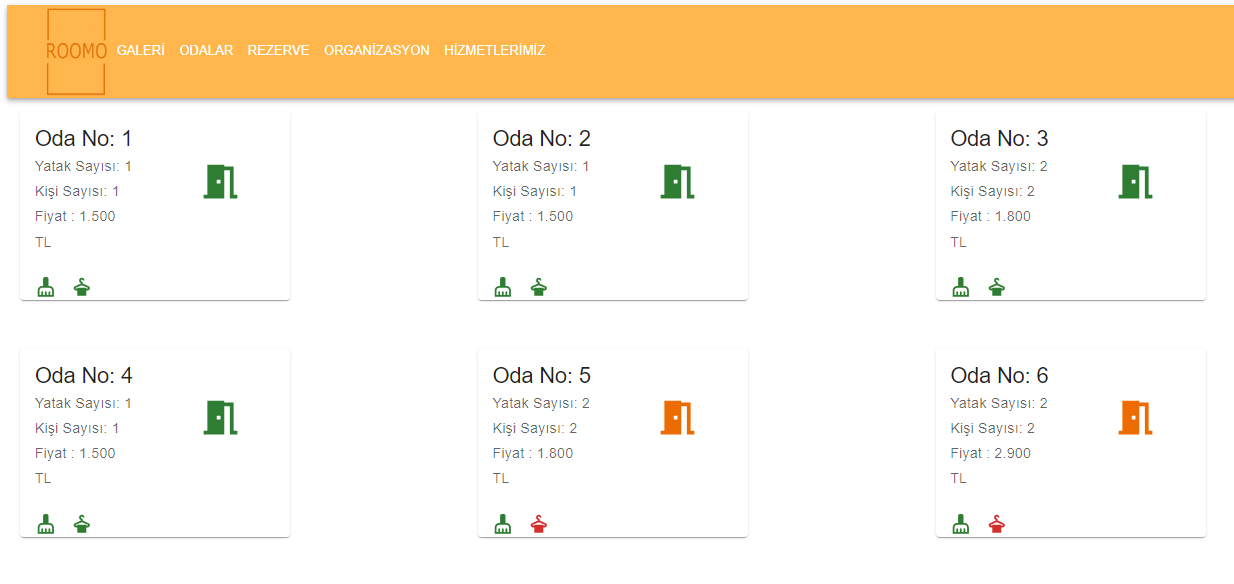 ROOMO GALERİ ODALAR REZERVE ORGANİZASYON HİZMETLERİMİZ
Oda No: 1
Yatak Sayısı: 1
Kişi Sayısı: 1
Fiyat : 1.500
TL
Oda No: 2
Yatak Sayısı: 1
Kişi Sayısı: 1
Fiyat : 1.500
TL
Oda No: 3
Yatak Sayısı: 2
Kişi Sayısı: 2
Fiyat : 1.800
TL
Oda No: 4
Yatak Sayısı: 1
Kişi Sayısı: 1
Fiyat : 1.500
TL
Oda No: 5
Yatak Sayısı: 2
Kişi Sayısı: 2
Fiyat : 1.800
TL
Oda No: 6
Yatak Sayısı: 2
Kişi Sayısı: 2
Fiyat : 2.900
TL